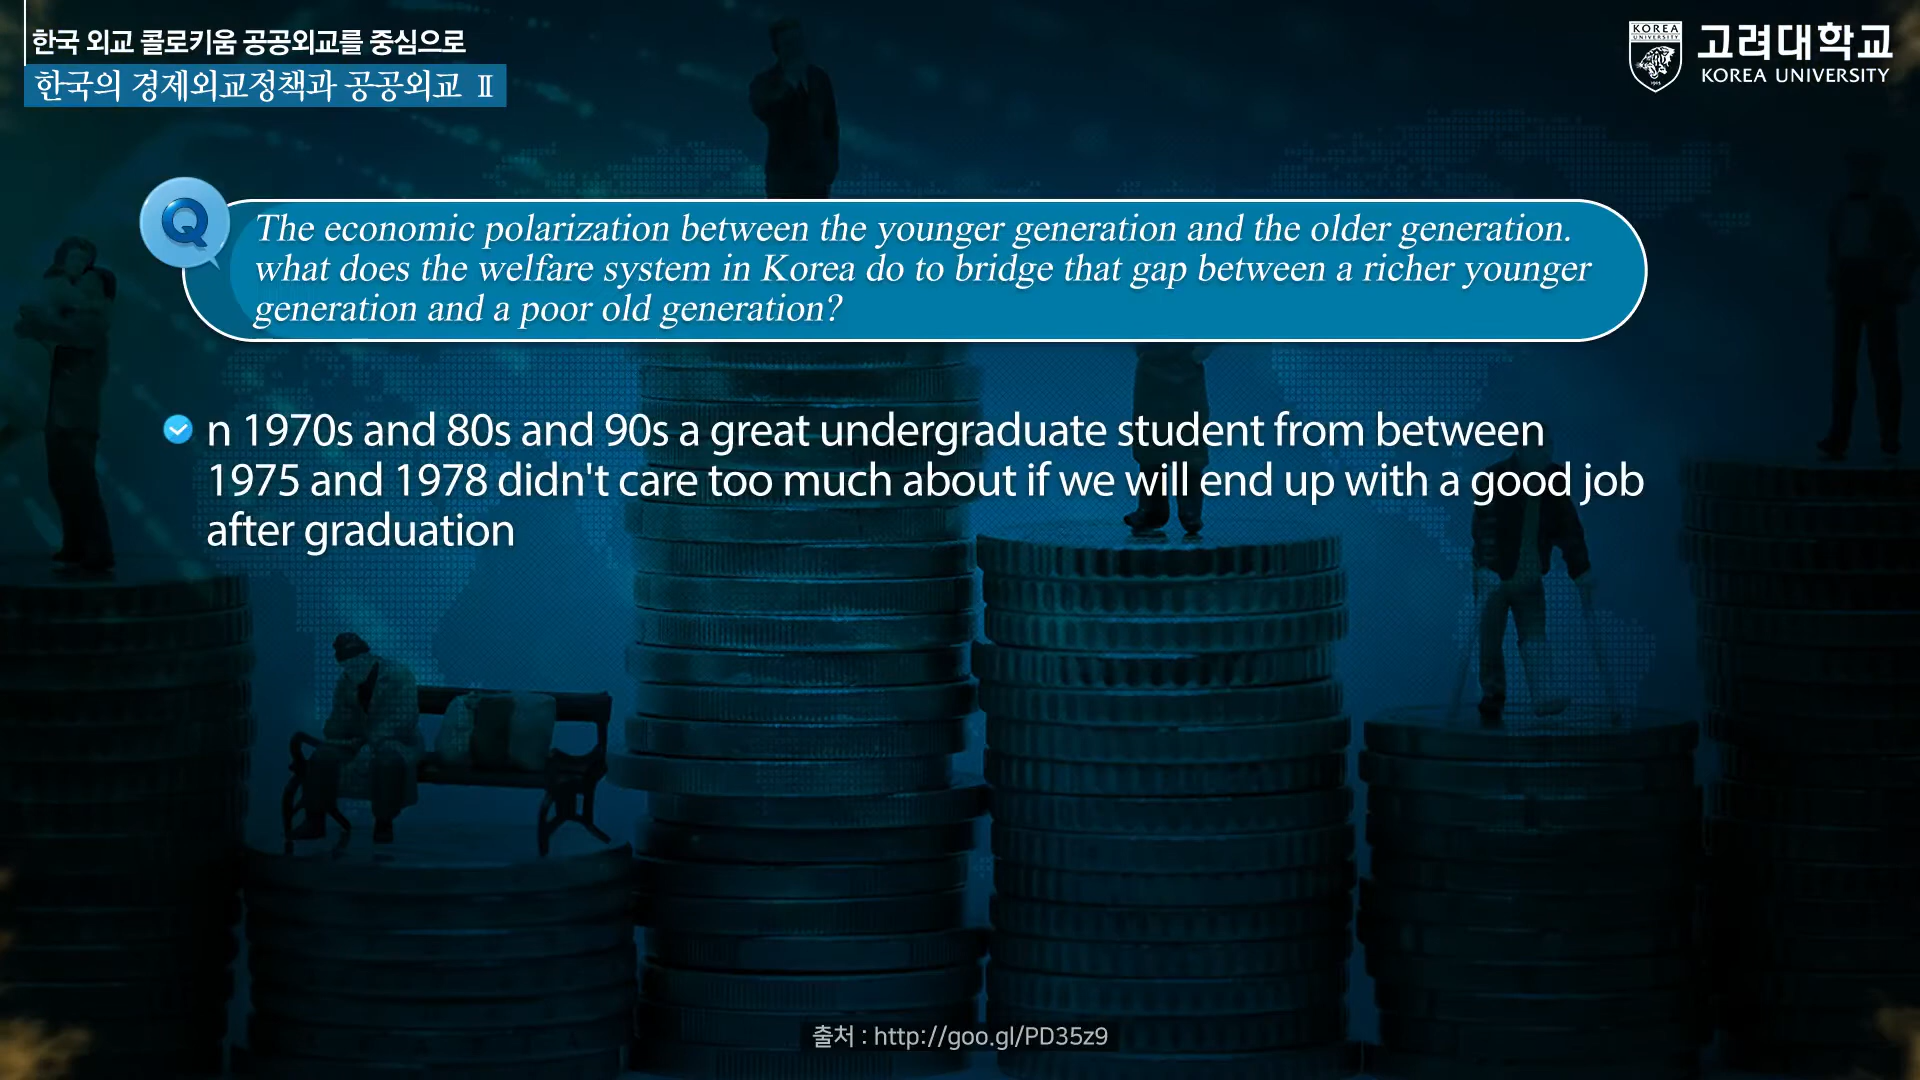 한국 외교 콜로키움 공공외교를 중심으로
한국의 경제외교정책과 공공외교 Ⅱ
KOREA
UNIVERSITY
1905
고려대학교
KOREA UNIVERSITY
Q
The economic polarization between the younger generation and the older generation.
what does the welfare system in Korea do to bridge that gap between a richer younger
generation and a poor old generation?
n 1970s and 80s and 90s a great undergraduate student from between
1975 and 1978 didn't care too much about if we will end up with a good job
after graduation
출처 : http://goo.gl/PD35z9